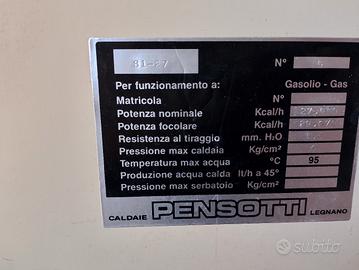 N°
Per funzionamento a: Gasolio - Gas
Matricola N°
Potenza nominale Kcal/h
Potenza focolare Kcal/h
Resistenza al tiraggio mm. H₂O
Pressione max caldaia Kg/cm²
Temperatura max acqua °C 95
Produzione acqua calda lt/h a 45°
Pressione max serbatoio Kg/cm²
CALDAIE PENSOTTI LEGNANO
subito